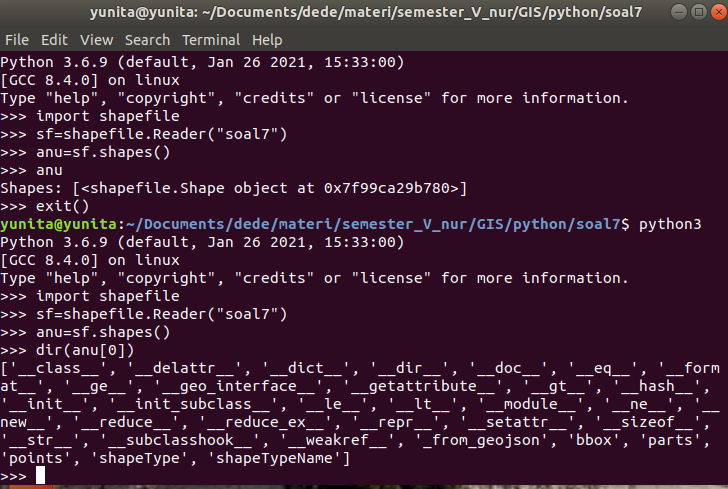 yunita@yunita: ~/Documents/dede/materi/semester_V_nur/GIS/python/soal7
File Edit View Search Terminal Help
Python 3.6.9 (default, Jan 26 2021, 15:33:00)
[GCC 8.4.0] on linux
Type "help", "copyright", "credits" or "license" for more information.
>>> import shapefile
>>> sf=shapefile.Reader("soal7")
>>> anu=sf.shapes()
>>> anu
Shapes: [<shapefile.Shape object at 0x7f99ca29b780>]
>>> exit()
yunita@yunita:~/Documents/dede/materi/semester_V_nur/GIS/python/soal7$ python3
Python 3.6.9 (default, Jan 26 2021, 15:33:00)
[GCC 8.4.0] on linux
Type "help", "copyright", "credits" or "license" for more information.
>>> import shapefile
>>> sf=shapefile.Reader("soal7")
>>> anu=sf.shapes()
>>> dir(anu[0])
['__class__', '__delattr__', '__dict__', '__dir__', '__doc__', '__eq__', '__form
at__', '__ge__', '__geo_interface__', '__getattribute__', '__gt__', '__hash__',
'__init__', '__init_subclass__', '__le__', '__lt__', '__module__', '__ne__', '__
new__', '__reduce__', '__reduce_ex__', '__repr__', '__setattr__', '__sizeof__',
'__str__', '__subclasshook__', '__weakref__', '_from_geojson', 'bbox', 'parts',
'points', 'shapeType', 'shapeTypeName']
>>>